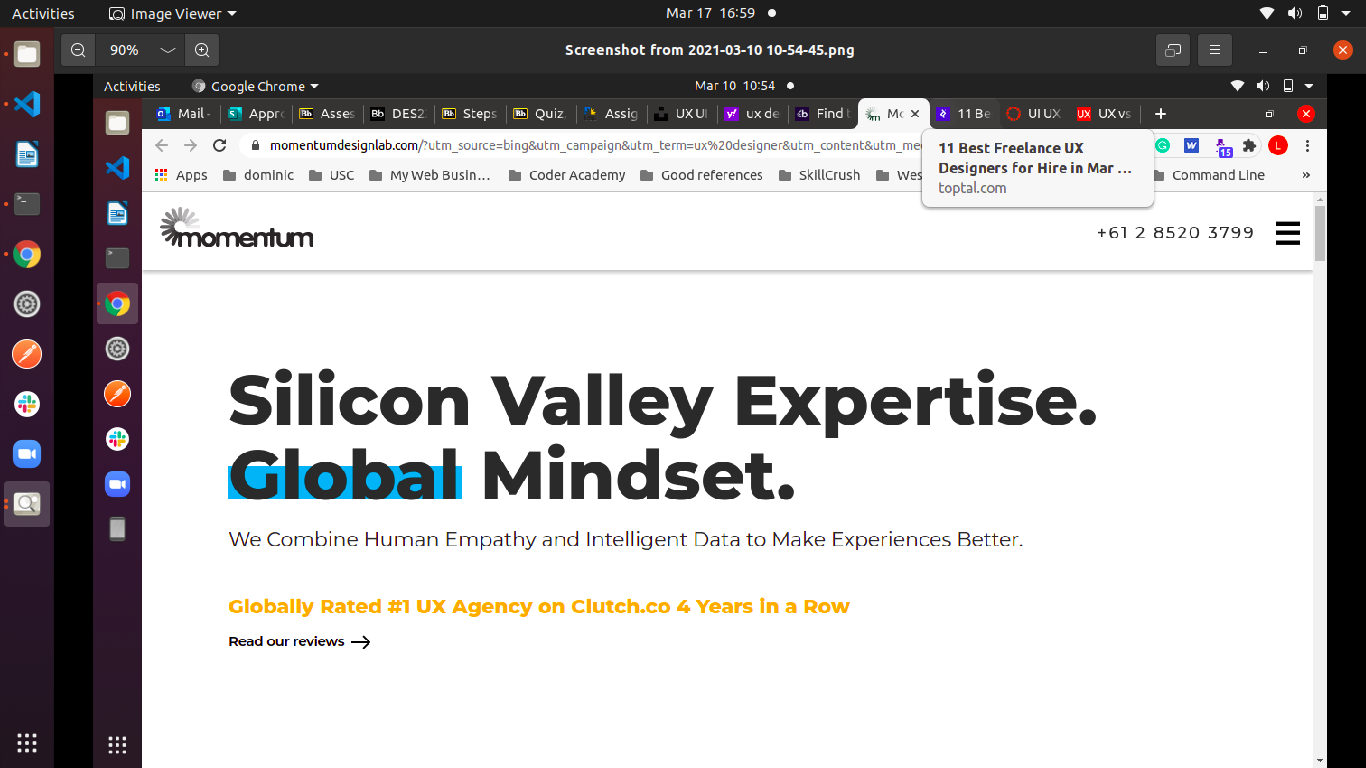 Activities
Image Viewer
Mar 17 16:59
90%
Screenshot from 2021-03-10 10-54-45.png
Activities
Google Chrome
Mar 10 10:54
Mail -
Appro
Asses
DES2
Steps
Quiz.
Assig
UX UI
ux de
Find t
Mo
11 Be
UI UX
UX vs
momentumdesignlab.com/?utm_source=bing&utm_campaign&utm_term=ux%20designer&utm_content&utm_me
15
L
11 Best Freelance UX
Designers for Hire in Mar ...
toptal.com
Apps
dominic
USC
My Web Busin...
Coder Academy
Good references
SkillCrush
Wes
Command Line
»
momentum
+61 2 8520 3799
Silicon Valley Expertise.
Global Mindset.
We Combine Human Empathy and Intelligent Data to Make Experiences Better.
Globally Rated #1 UX Agency on Clutch.co 4 Years in a Row
Read our reviews